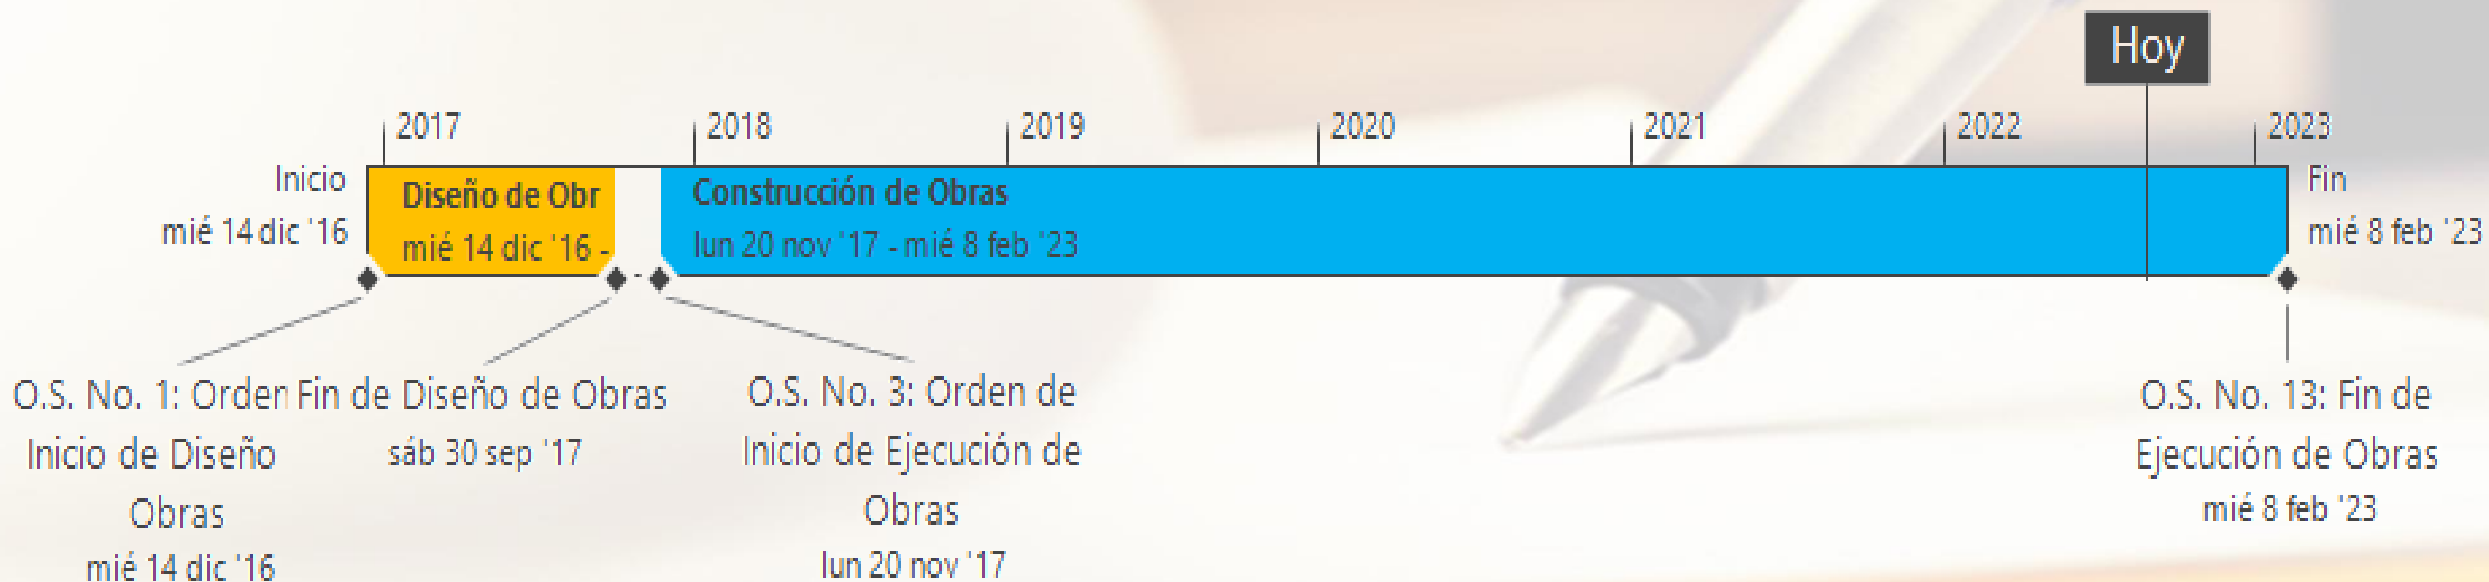 Hoy
2017
2018
2019
2020
2021
2022
2023
Inicio
mié 14 dic '16
Diseño de Obr
mié 14 dic '16 -
Construcción de Obras
lun 20 nov '17 - mié 8 feb '23
Fin
mié 8 feb '23
O.S. No. 1: Orden
Inicio de Diseño
Obras
mié 14 dic '16
Fin de Diseño de Obras
sáb 30 sep '17
O.S. No. 3: Orden de
Inicio de Ejecución de
Obras
lun 20 nov '17
O.S. No. 13: Fin de
Ejecución de Obras
mié 8 feb '23